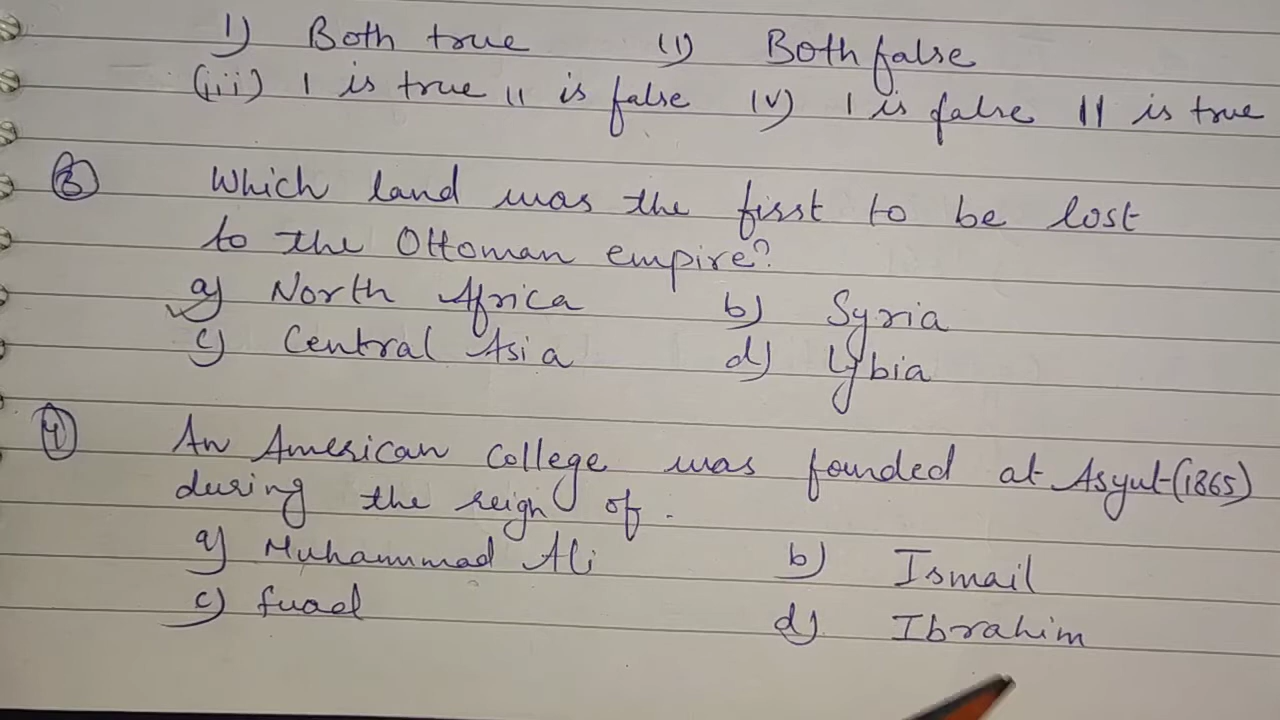 1) Both true (1) Both false
(iii) I is true II is false IV) I is false II is true
3 Which land was the first to be lost
to the Ottoman empire?
a) North Africa b) Syria
c) Central Asia d) Lybia
4 An American College was founded at Asyut (1865)
during the reign of.
a) Muhammad Ali b) Ismail
c) fuad d) Ibrahim